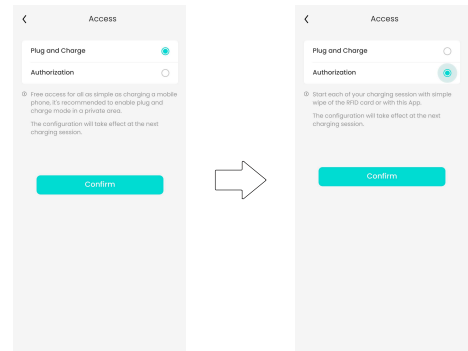 Access
Plug and Charge
Authorization
Free access for all as simple as charging a mobile
phone, it's recommended to enable plug and
charge mode in a private area.
The configuration will take effect at the next
charging session.
Confirm
Access
Plug and Charge
Authorization
Start each of your charging session with simple
wipe of the RFID card or with this App.
The configuration will take effect at the next
charging session.
Confirm